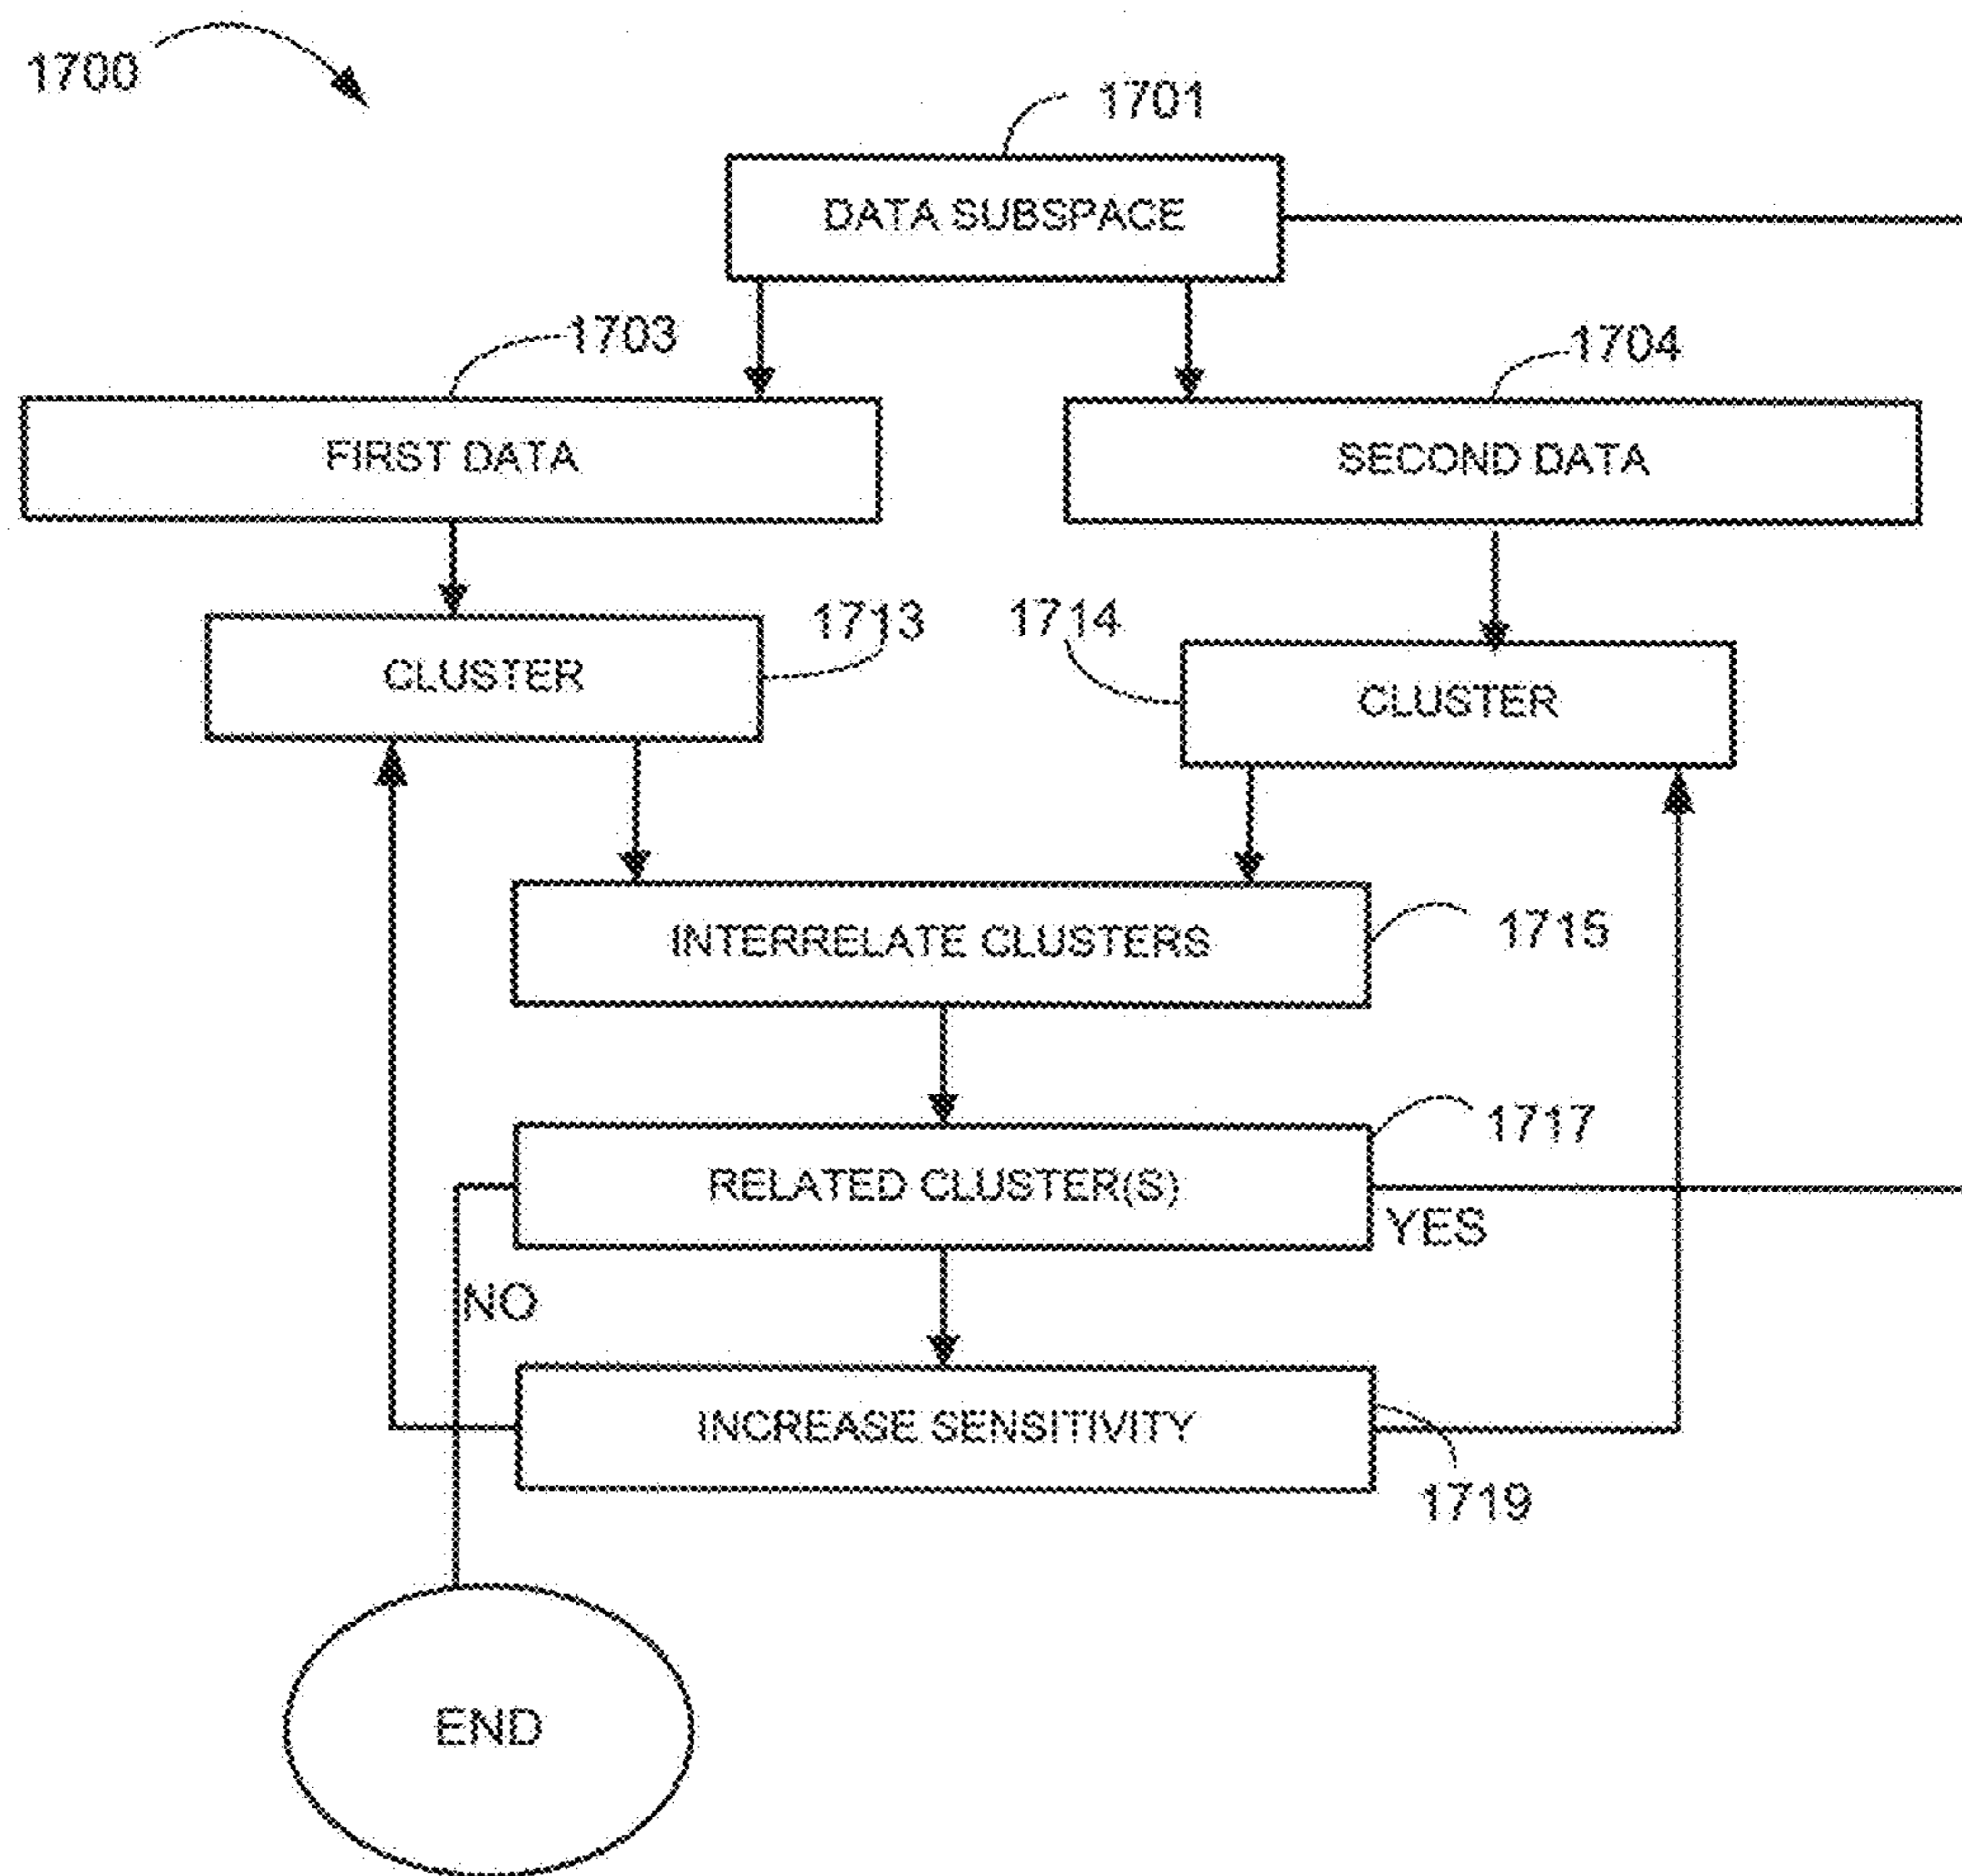 1700
1701
DATA SUBSPACE
1703
1704
FIRST DATA
SECOND DATA
1713
1714
CLUSTER
CLUSTER
INTERRELATE CLUSTERS
1715
1717
RELATED CLUSTER(S)
YES
NO
INCREASE SENSITIVITY
1719
END